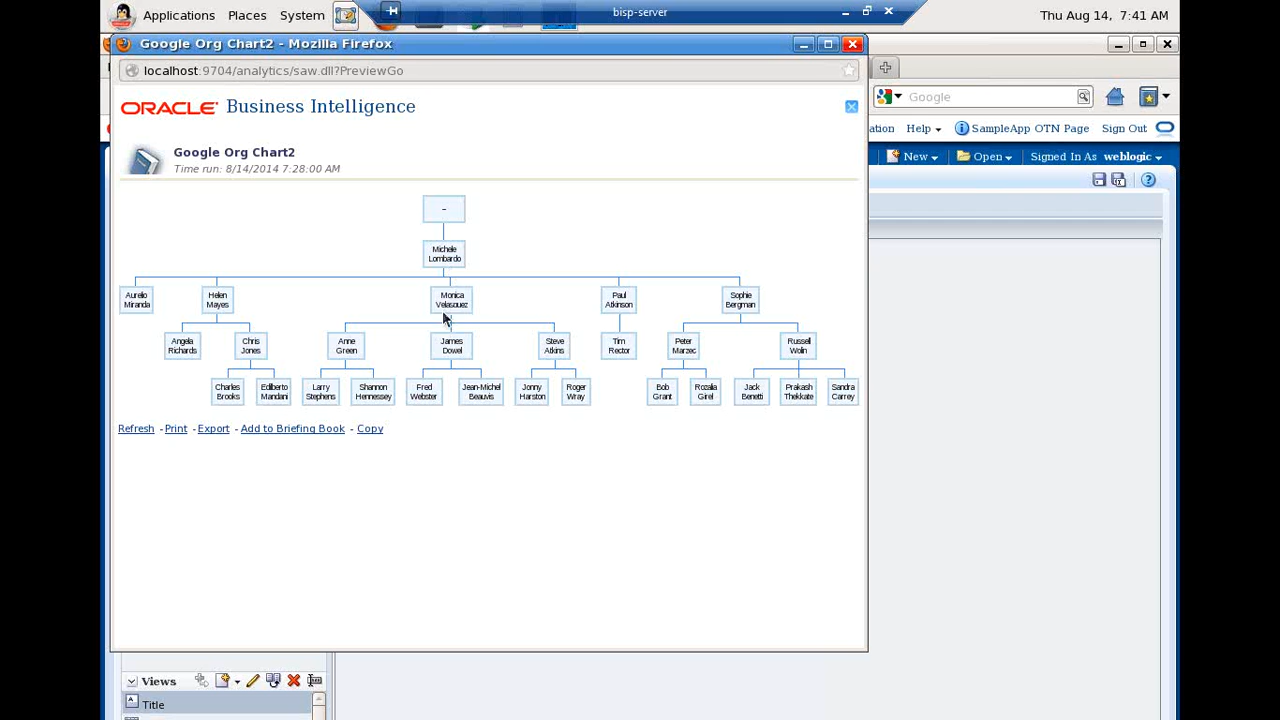 Applications Places System
bisp-server
Thu Aug 14, 7:41 AM
Google Org Chart2 - Mozilla Firefox
localhost:9704/analytics/saw.dll?PreviewGo
Google
ORACLE Business Intelligence
ation Help SampleApp OTN Page Sign Out
New Open Signed In As weblogic
Google Org Chart2
Time run: 8/14/2014 7:28:00 AM
-
Michele
Lombardo
Aurelio
Miranda
Helen
Mayes
Monica
Velasquez
Paul
Atkinson
Sophie
Bergman
Angela
Richards
Chris
Jones
Anne
Green
James
Dowel
Steve
Atkins
Tim
Rector
Peter
Marzec
Russell
Wolin
Charles
Brooks
Ediberto
Mandani
Larry
Stephens
Shannon
Hennessey
Fred
Webster
Jean-Michel
Beauvis
Jonny
Harston
Roger
Wray
Bob
Grant
Rozalia
Girel
Jack
Benetti
Prakash
Thekkate
Sandra
Carrey
Refresh - Print - Export - Add to Briefing Book - Copy
Views
Title